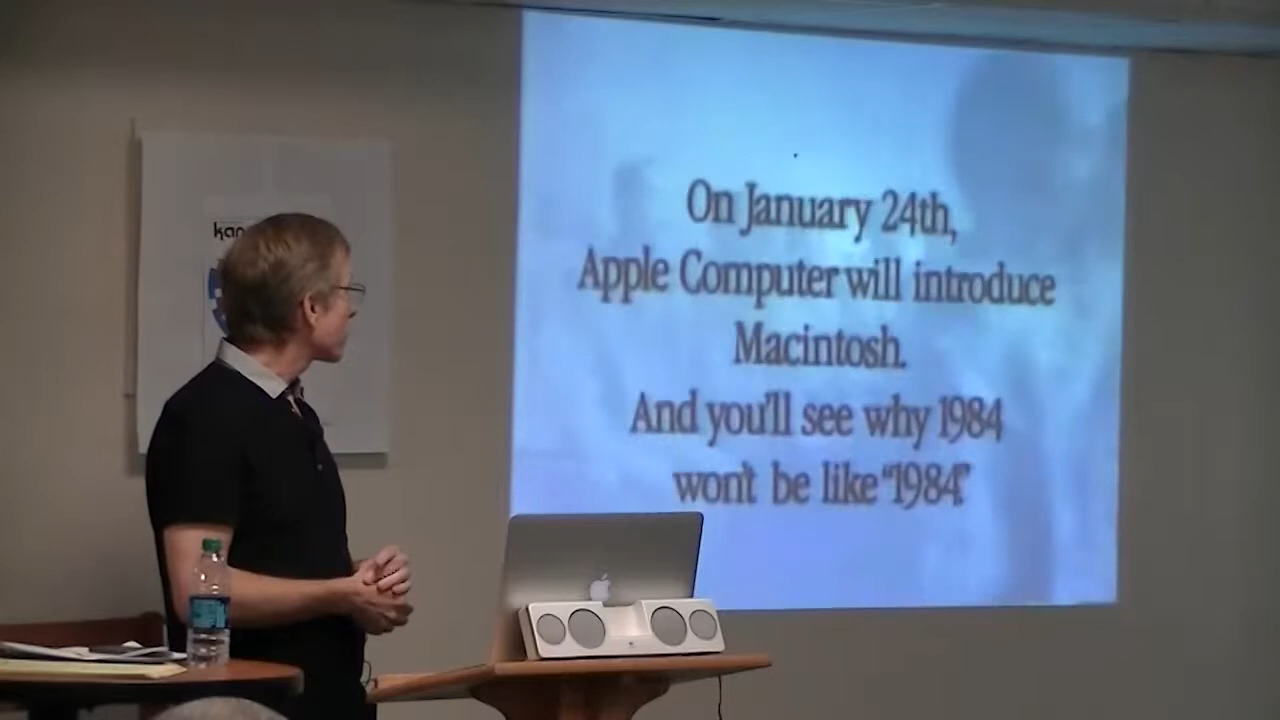 On January 24th,
Apple Computer will introduce
Macintosh.
And you'll see why 1984
won't be like "1984"